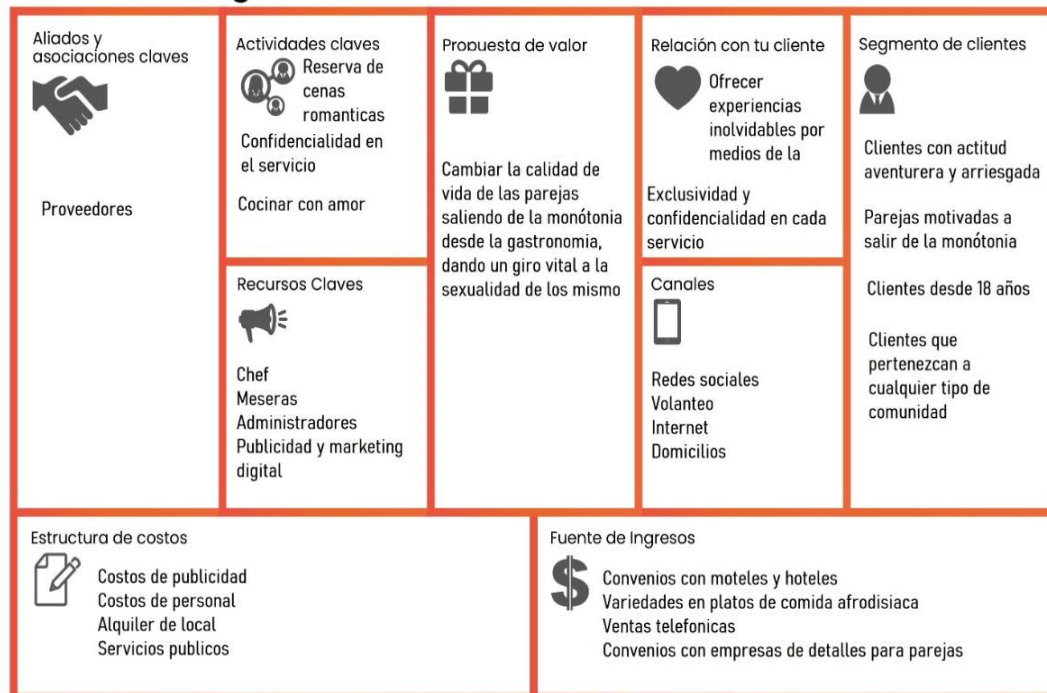 Aliados y
asociaciones claves
Proveedores
Actividades claves
Reserva de
cenas
romanticas
Confidencialidad en
el servicio
Cocinar con amor
Recursos Claves
Chef
Meseras
Administradores
Publicidad y marketing
digital
Propuesta de valor
Cambiar la calidad de
vida de las parejas
saliendo de la monótonia
desde la gastronomia,
dando un giro vital a la
sexualidad de los mismo
Relación con tu cliente
Ofrecer
experiencias
inolvidables por
medios de la
Exclusividad y
confidencialidad en cada
servicio
Canales
Redes sociales
Volanteo
Internet
Domicilios
Segmento de clientes
Clientes con actitud
aventurera y arriesgada
Parejas motivadas a
salir de la monótonia
Clientes desde 18 años
Clientes que
pertenezcan a
cualquier tipo de
comunidad
Estructura de costos
Costos de publicidad
Costos de personal
Alquiler de local
Servicios publicos
Fuente de Ingresos
$
Convenios con moteles y hoteles
Variedades en platos de comida afrodisiaca
Ventas telefonicas
Convenios con empresas de detalles para parejas